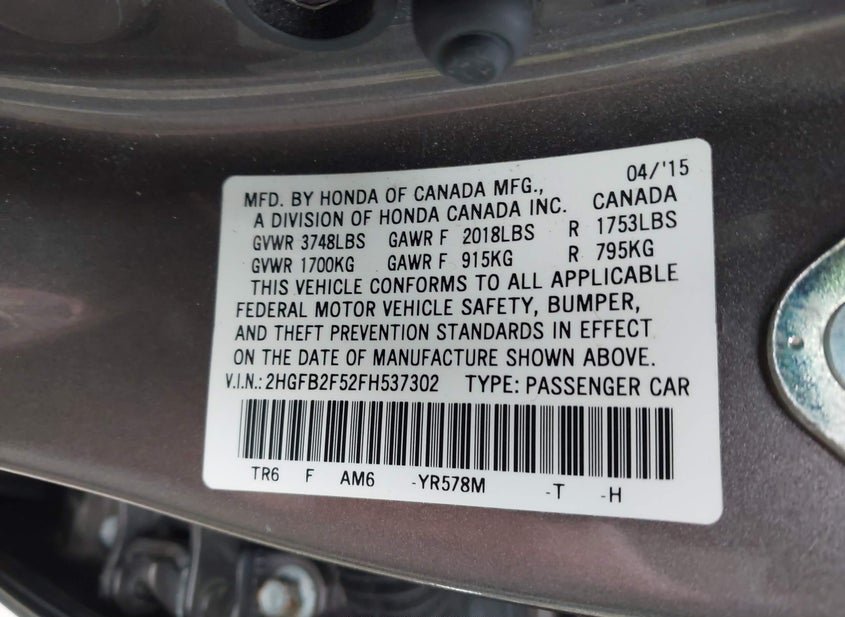 MFD. BY HONDA OF CANADA MFG., 04/'15
A DIVISION OF HONDA CANADA INC. CANADA
GVWR 3748LBS GAWR F 2018LBS R 1753LBS
GVWR 1700KG GAWR F 915KG R 795KG
THIS VEHICLE CONFORMS TO ALL APPLICABLE
FEDERAL MOTOR VEHICLE SAFETY, BUMPER,
AND THEFT PREVENTION STANDARDS IN EFFECT
ON THE DATE OF MANUFACTURE SHOWN ABOVE.
V.I.N.: 2HGFB2F52FH537302 TYPE: PASSENGER CAR
TR6 F AM6 -YR578M -T -H